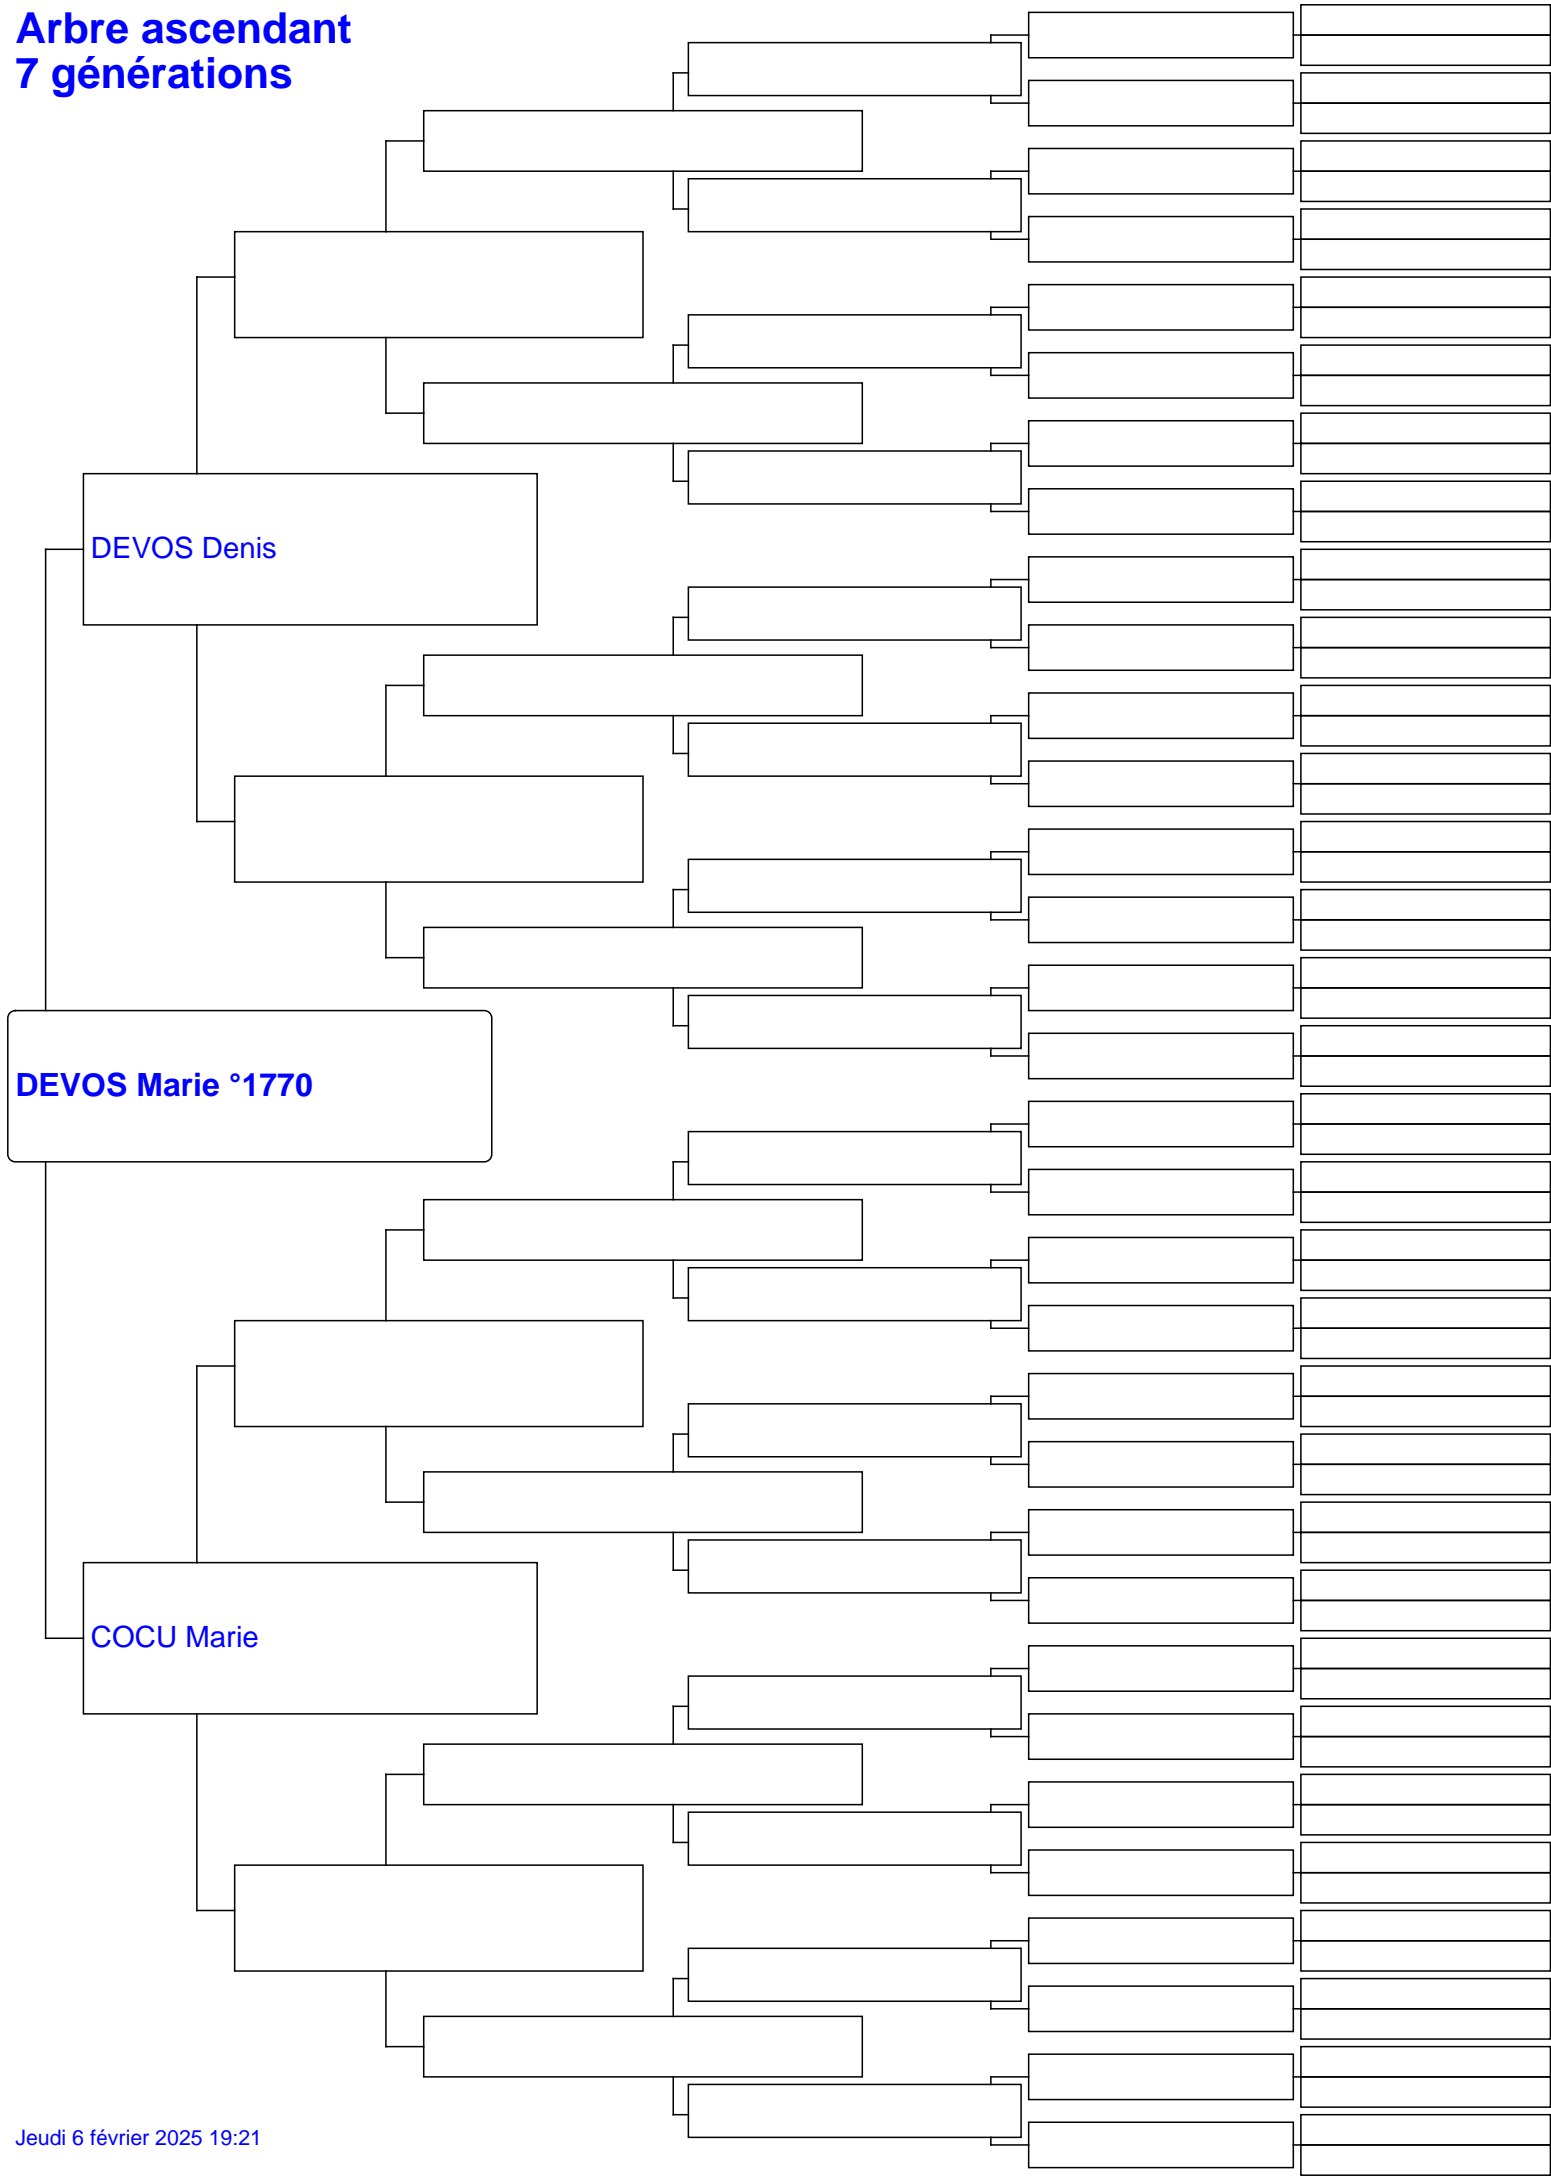 Arbre ascendant
7 générations
DEVOS Denis
DEVOS Marie °1770
COCU Marie
Jeudi 6 février 2025 19:21